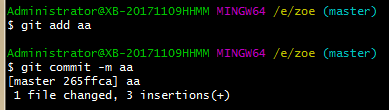 Administrator@XB-20171109HHMM MINGW64 /e/zoe (master)
$ git add aa
Administrator@XB-20171109HHMM MINGW64 /e/zoe (master)
$ git commit -m aa
[master 265ffca] aa
1 file changed, 3 insertions(+)